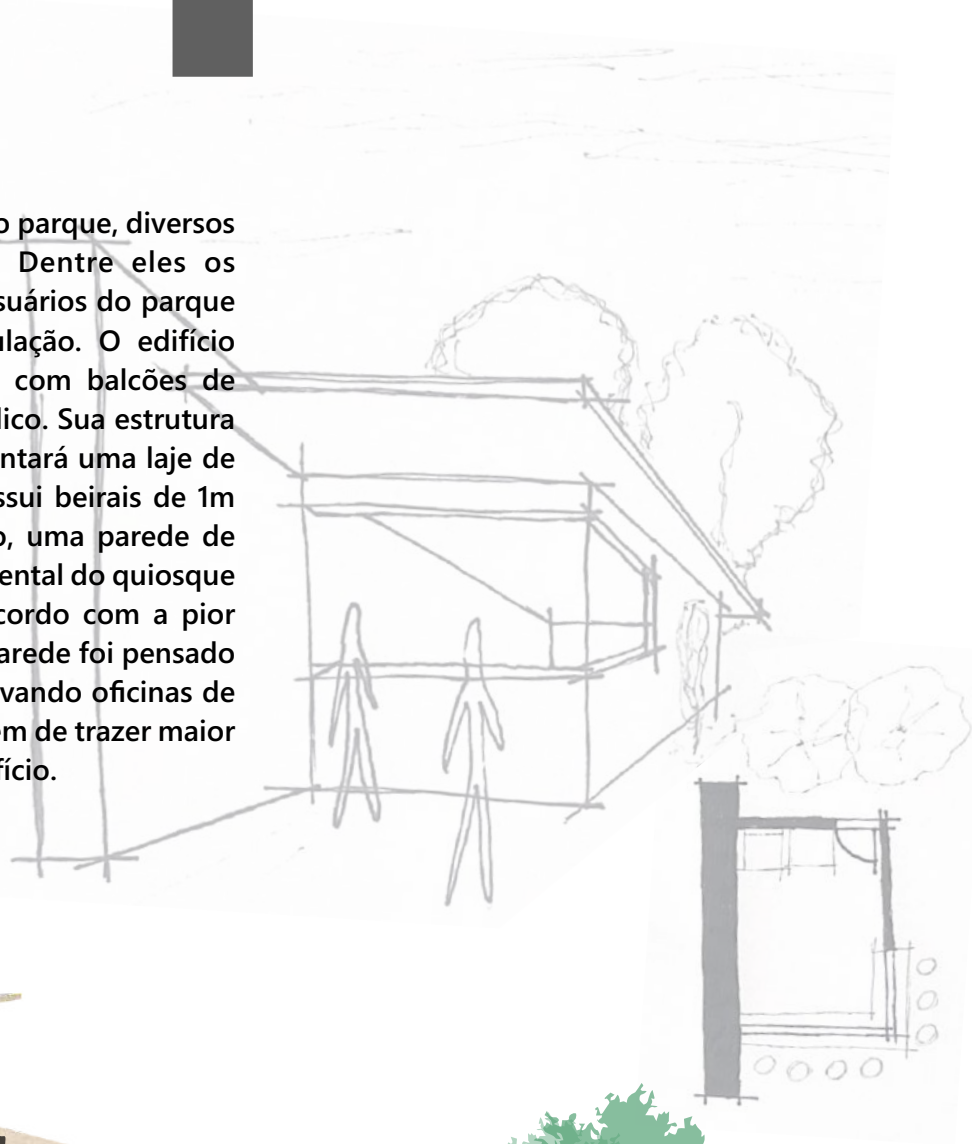 o parque, diversos
Dentre eles os
suários do parque
ulação. O edifício
com balcões de
lico. Sua estrutura
ntará uma laje de
ssui beirais de 1m
o, uma parede de
ental do quiosque
cordo com a pior
arede foi pensado
vando oficinas de
m de trazer maior
fício.